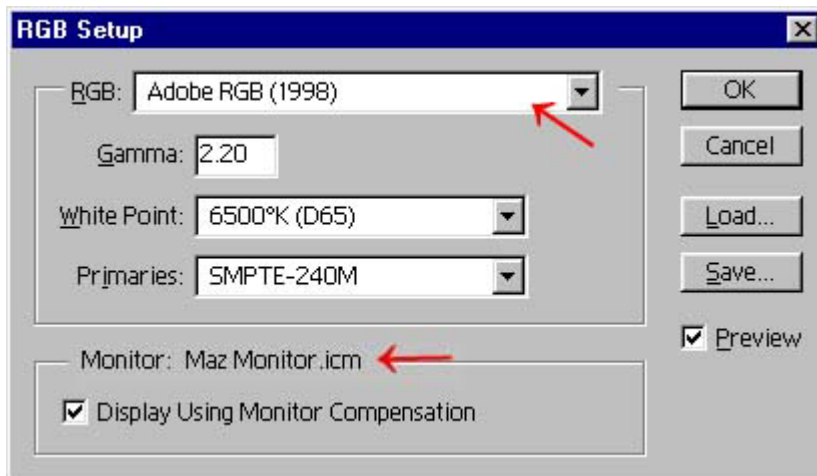 RGB Setup
RGB: Adobe RGB (1998)
OK
Gamma: 2.20
Cancel
White Point: 6500°K (D65)
Load...
Primaries: SMPTE-240M
Save...
Preview
Monitor: Maz Monitor.icm
Display Using Monitor Compensation